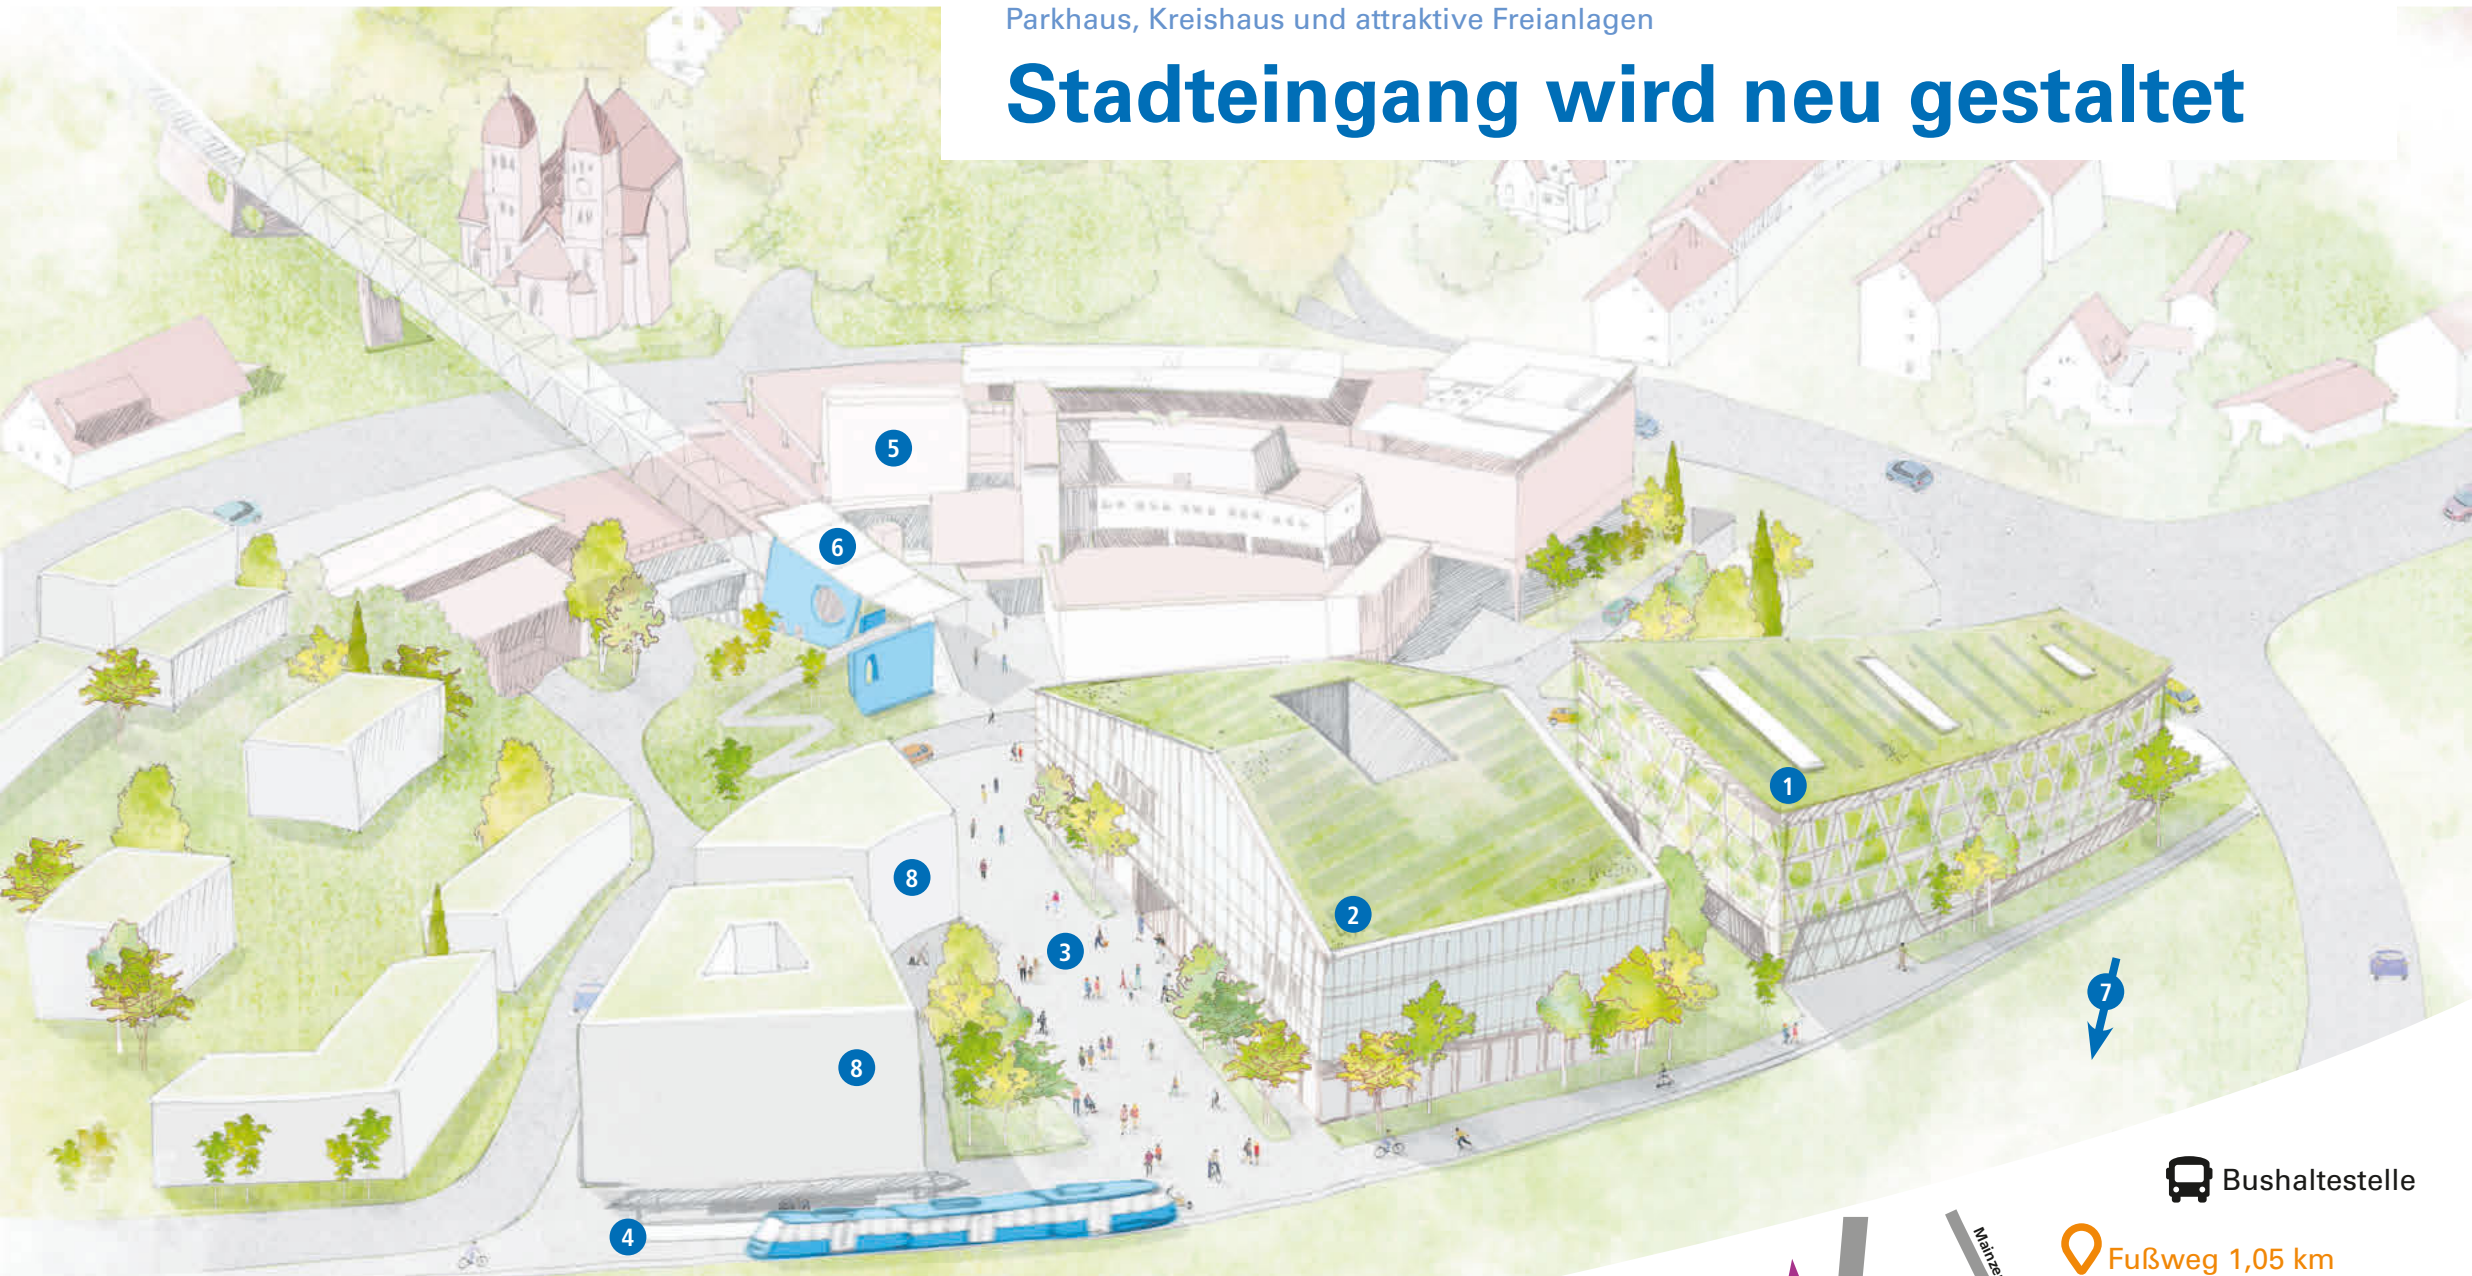 Parkhaus, Kreishaus und attraktive Freianlagen
Stadteingang wird neu gestaltet
5
6
1
8
2
3
7
8
4
Bushaltestelle
Fußweg 1,05 km